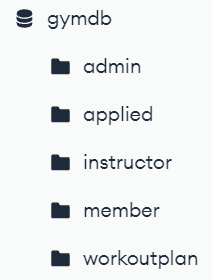 gymdb
admin
applied
instructor
member
workoutplan